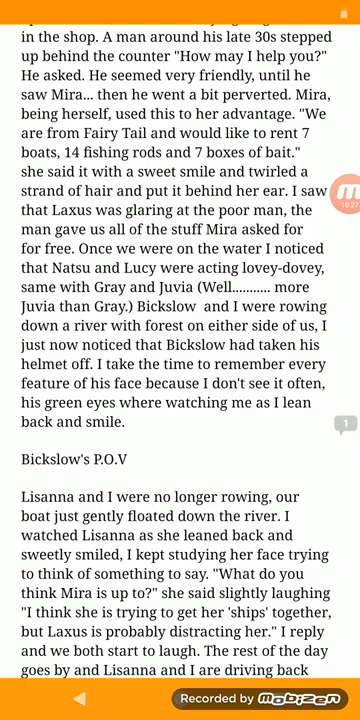 in the shop. A man around his late 30s stepped
up behind the counter "How may I help you?"
He asked. He seemed very friendly, until he
saw Mira... then he went a bit perverted. Mira,
being herself, used this to her advantage. "We
are from Fairy Tail and would like to rent 7
boats, 14 fishing rods and 7 boxes of bait."
she said it with a sweet smile and twirled a
strand of hair and put it behind her ear. I saw
that Laxus was glaring at the poor man, the
man gave us all of the stuff Mira asked for
for free. Once we were on the water I noticed
that Natsu and Lucy were acting lovey-dovey,
same with Gray and Juvia (Well........... more
Juvia than Gray.) Bickslow and I were rowing
down a river with forest on either side of us, I
just now noticed that Bickslow had taken his
helmet off. I take the time to remember every
feature of his face because I don't see it often,
his green eyes where watching me as I lean
back and smile.
Bickslow's P.O.V
Lisanna and I were no longer rowing, our
boat just gently floated down the river. I
watched Lisanna as she leaned back and
sweetly smiled, I kept studying her face trying
to think of something to say. "What do you
think Mira is up to?" she said slightly laughing
"I think she is trying to get her 'ships' together,
but Laxus is probably distracting her." I reply
and we both start to laugh. The rest of the day
goes by and Lisanna and I are driving back
10:27
1
Recorded by mobizen